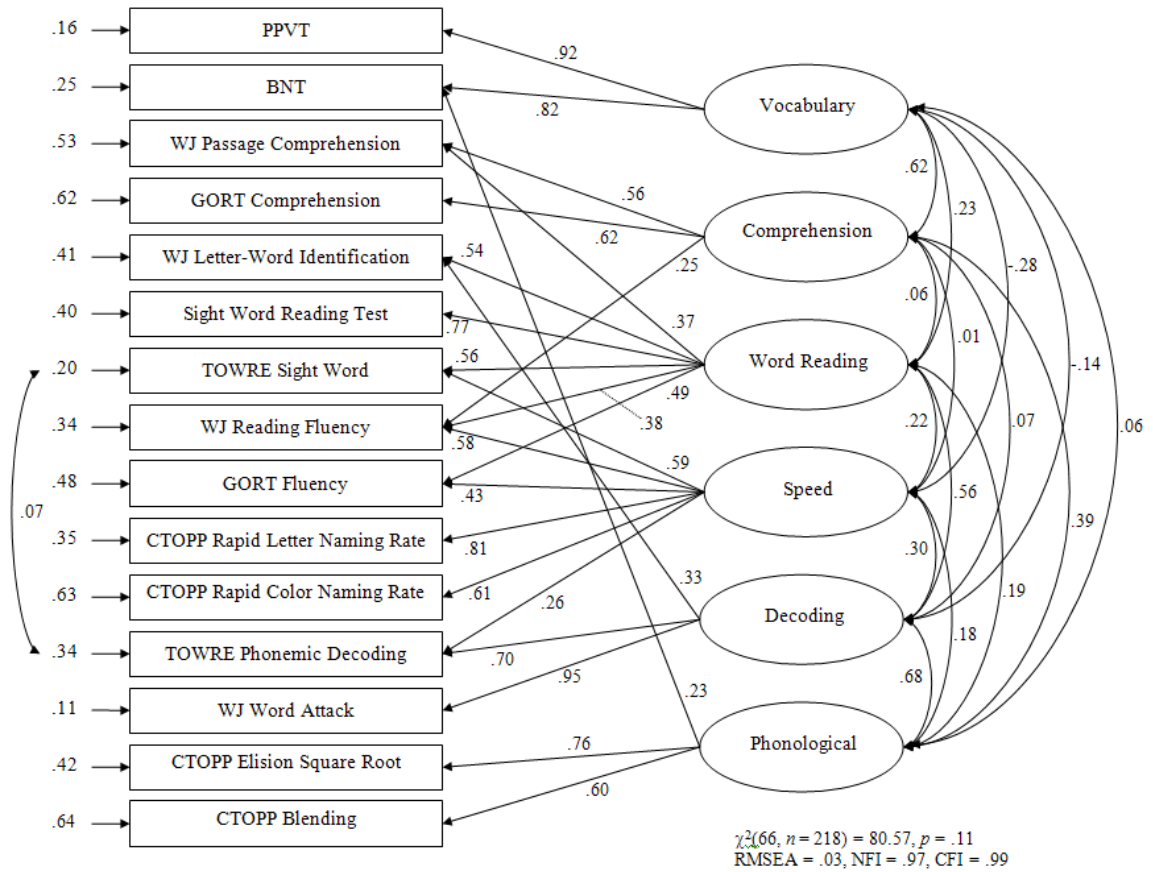 .16 PPVT
.25 BNT
.53 WJ Passage Comprehension
.62 GORT Comprehension
.41 WJ Letter-Word Identification
.40 Sight Word Reading Test
.20 TOWRE Sight Word
.34 WJ Reading Fluency
.48 GORT Fluency
.35 CTOPP Rapid Letter Naming Rate
.63 CTOPP Rapid Color Naming Rate
.34 TOWRE Phonemic Decoding
.11 WJ Word Attack
.42 CTOPP Elision Square Root
.64 CTOPP Blending
.07
.92
.82
.56
.62
.25
.54
.37
.77
.56
.49
.38
.58
.59
.43
.81
.61
.26
.33
.70
.95
.23
.76
.60
Vocabulary
Comprehension
Word Reading
Speed
Decoding
Phonological
.62
.23
-.28
.06
.01
-.14
.22
.07
.06
.56
.39
.30
.19
.18
.68
χ²(66, n = 218) = 80.57, p = .11
RMSEA = .03, NFI = .97, CFI = .99